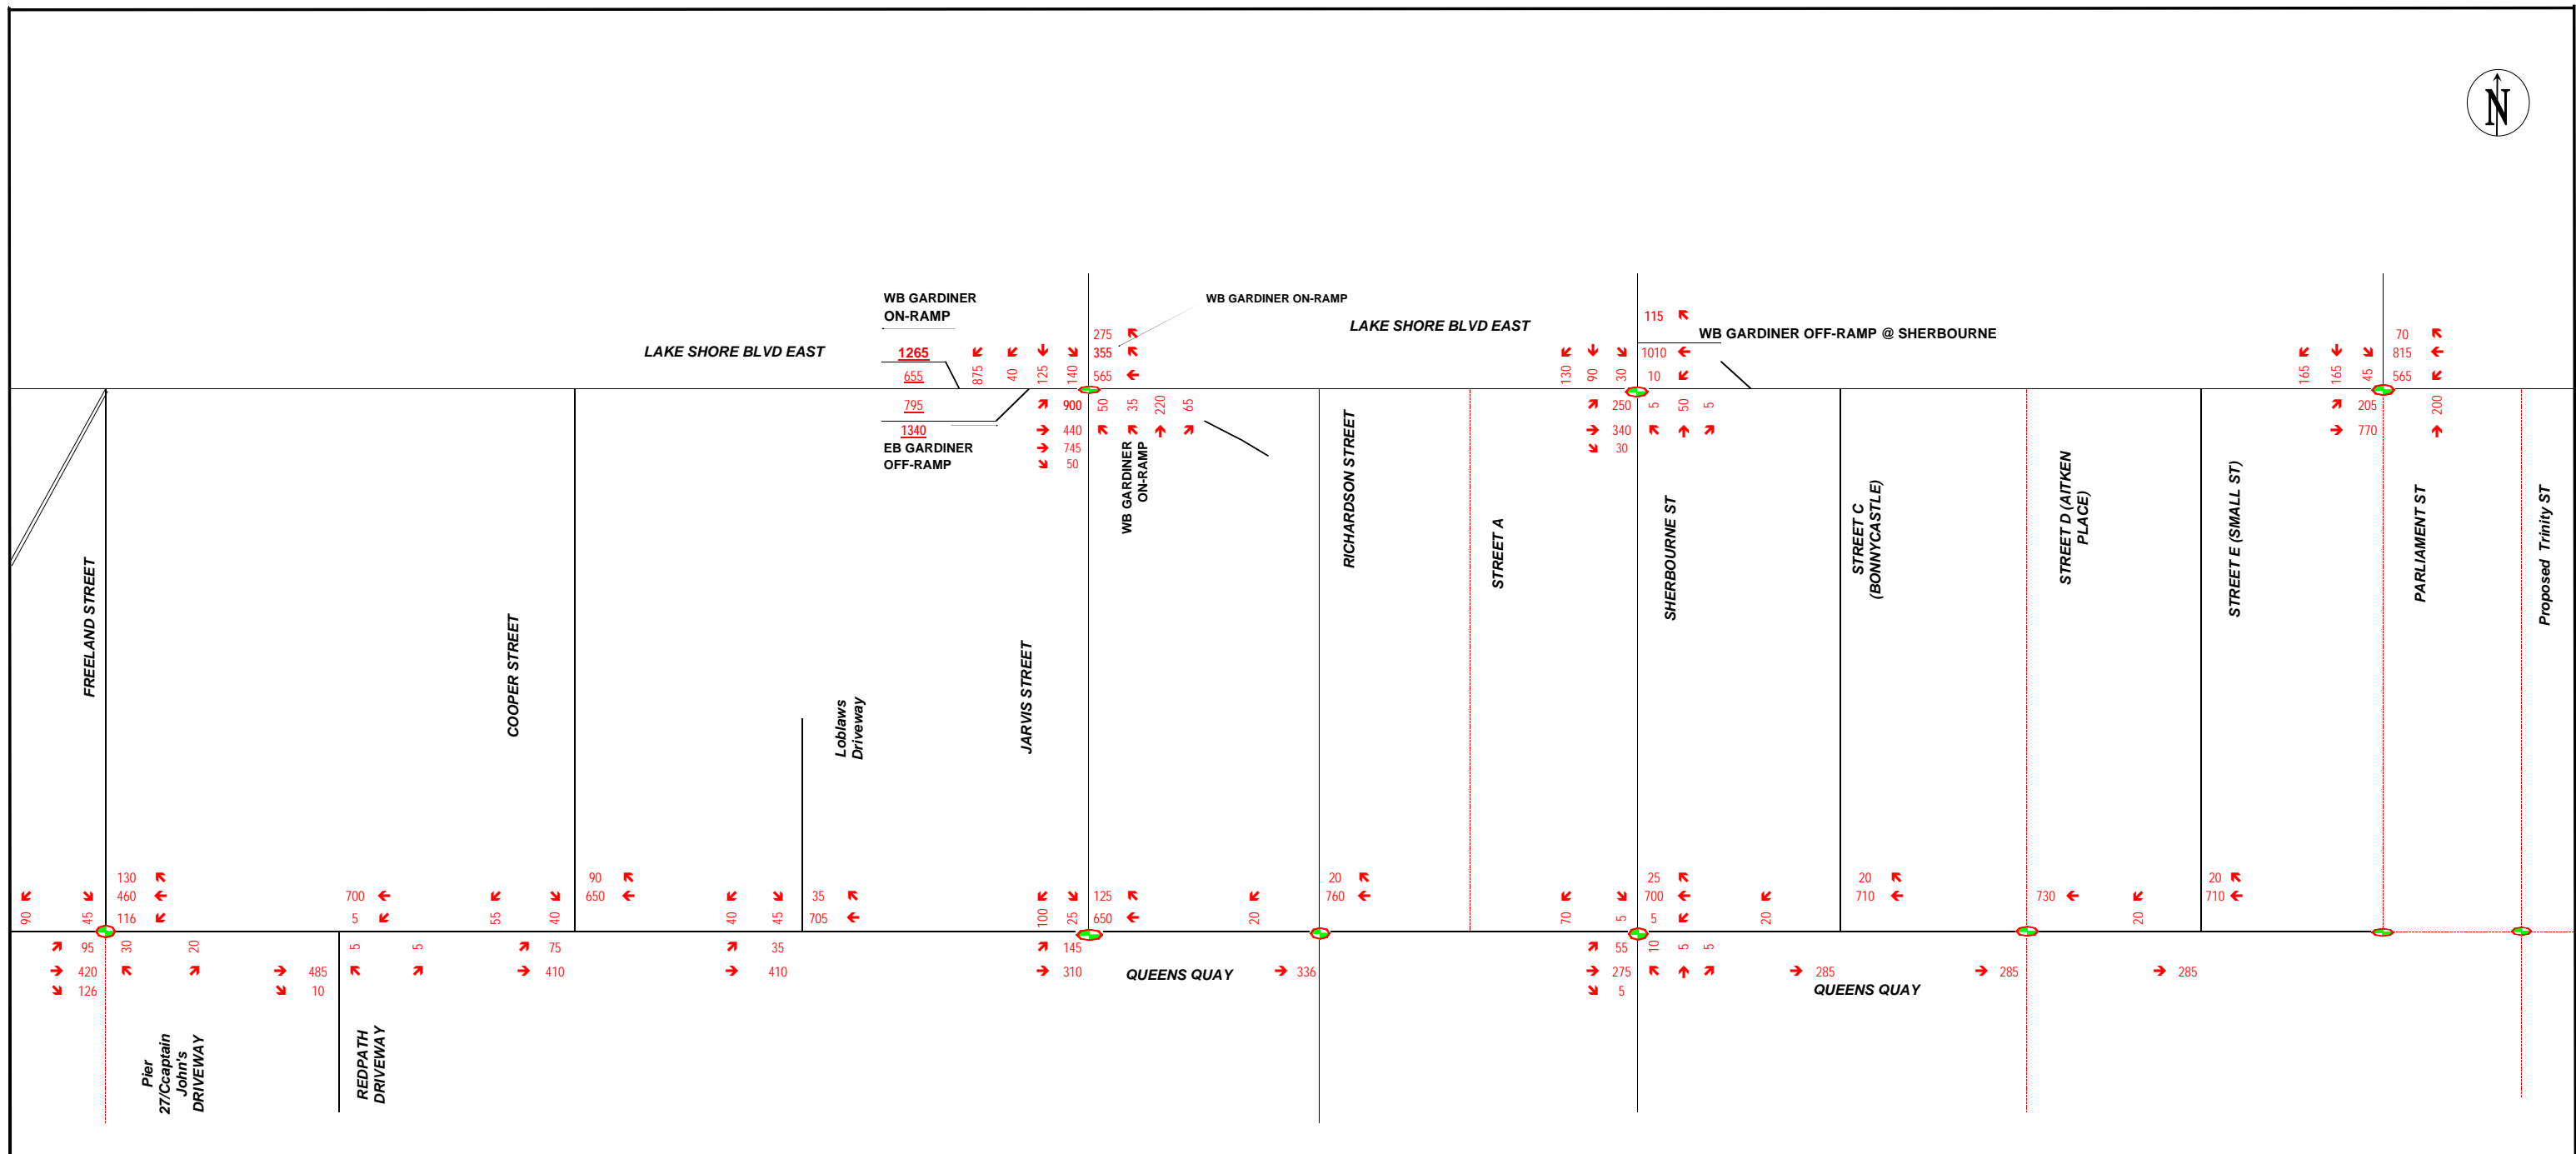 N
WB GARDINER
ON-RAMP
WB GARDINER ON-RAMP
LAKE SHORE BLVD EAST
LAKE SHORE BLVD EAST
WB GARDINER OFF-RAMP @ SHERBOURNE
1265
655
875
40
125
140
275
355
565
795
1340
EB GARDINER
OFF-RAMP
900
440
745
50
50
35
220
65
WB GARDINER
ON-RAMP
115
1010
10
130
90
30
250
340
30
5
50
5
70
815
565
165
165
45
205
770
200
FREELAND STREET
COOPER STREET
Loblaws
Driveway
JARVIS STREET
RICHARDSON STREET
STREET A
SHERBOURNE ST
STREET C
(BONNYCASTLE)
STREET D (AITKEN
PLACE)
STREET E (SMALL ST)
PARLIAMENT ST
Proposed Trinity ST
90
45
130
460
116
95
420
126
30
20
700
5
485
10
5
5
55
40
90
650
75
410
40
45
35
705
35
410
100
25
125
650
145
310
QUEENS QUAY
20
20
760
336
70
5
25
700
5
55
275
5
10
5
5
20
20
710
285
QUEENS QUAY
730
285
20
20
710
285
Pier
27/Ccaptain
John's
DRIVEWAY
REDPATH
DRIVEWAY